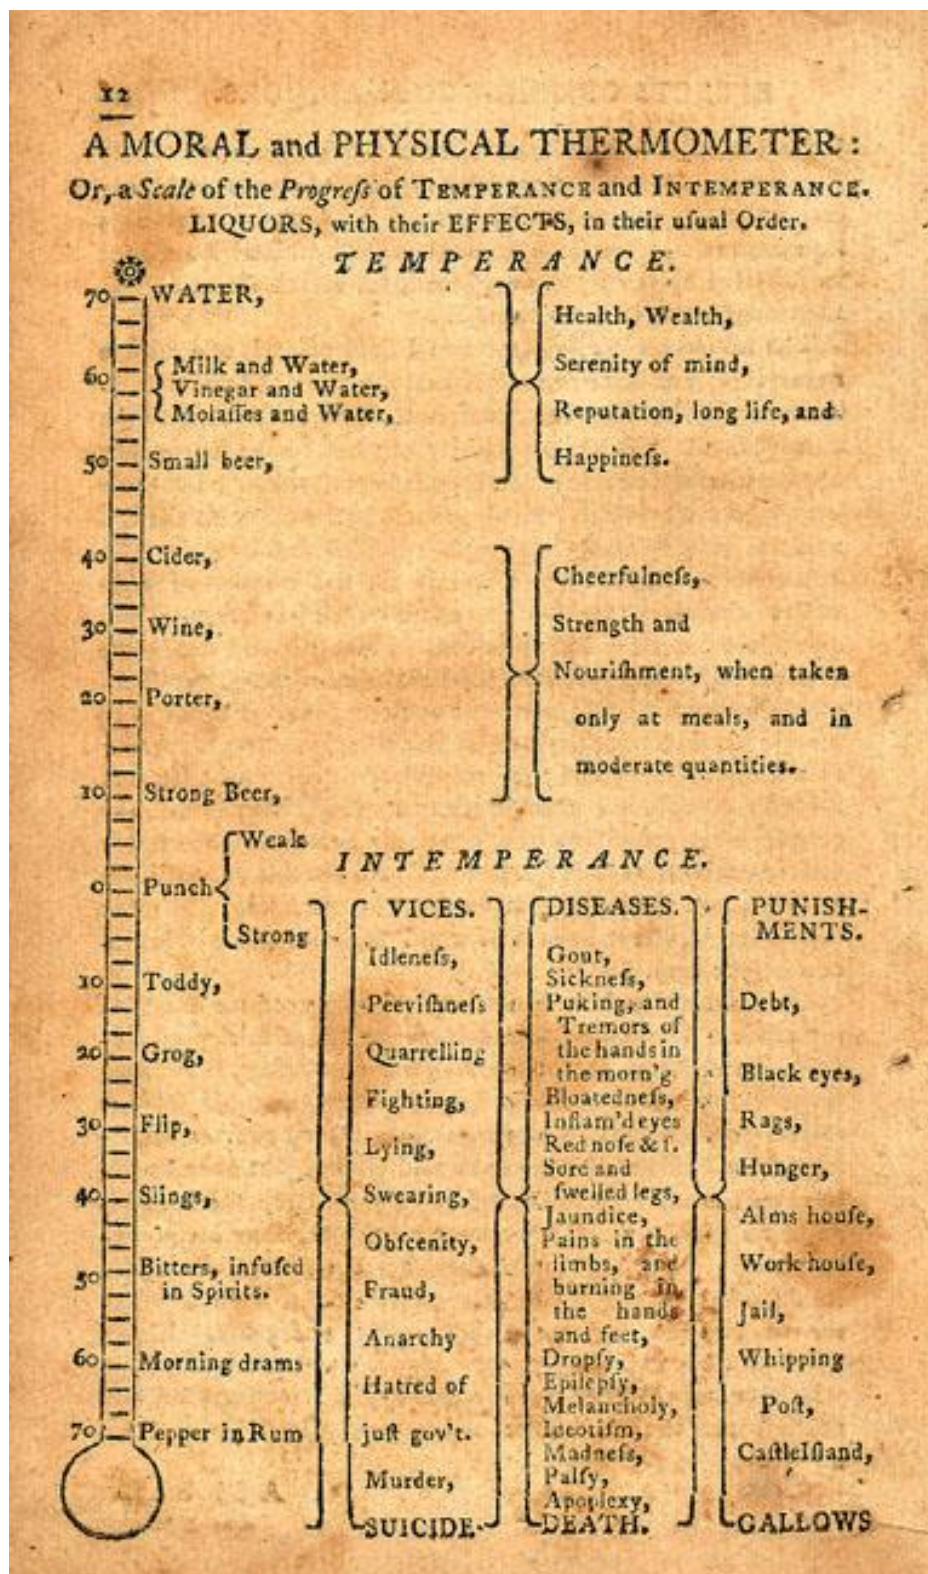 12
A MORAL and PHYSICAL THERMOMETER:
Or, a Scale of the Progreſs of TEMPERANCE and INTEMPERANCE.
LIQUORS, with their EFFECTS, in their uſual Order.
TEMPERANCE.
70 WATER,
60 Milk and Water,
Vinegar and Water,
Molaſſes and Water,
50 Small beer,
Health, Wealth,
Serenity of mind,
Reputation, long life, and
Happineſs.
40 Cider,
30 Wine,
20 Porter,
10 Strong Beer,
Cheerfulneſs,
Strength and
Nouriſhment, when taken
only at meals, and in
moderate quantities.
INTEMPERANCE.
0 Punch
Weak
Strong
10 Toddy,
20 Grog,
30 Flip,
40 Slings,
50 Bitters, infuſed
in Spirits.
60 Morning drams
70 Pepper in Rum
VICES.
Idleneſs,
Peeviſhneſs
Quarrelling
Fighting,
Lying,
Swearing,
Obſcenity,
Fraud,
Anarchy
Hatred of
juſt gov't.
Murder,
SUICIDE.
DISEASES.
Gout,
Sickneſs,
Puking, and
Tremors of
the hands in
the morn'g
Bloatedneſs,
Inflam'd eyes
Red noſe & f.
Sore and
ſwelled legs,
Jaundice,
Pains in the
limbs, and
burning in
the hands
and feet,
Dropſy,
Epilepſy,
Melancholy,
Madneſs,
Palſy,
Apoplexy,
DEATH.
PUNISH-
MENTS.
Debt,
Black eyes,
Rags,
Hunger,
Alms houſe,
Work houſe,
Jail,
Whipping
Poſt,
CaſtleIſland,
GALLOWS